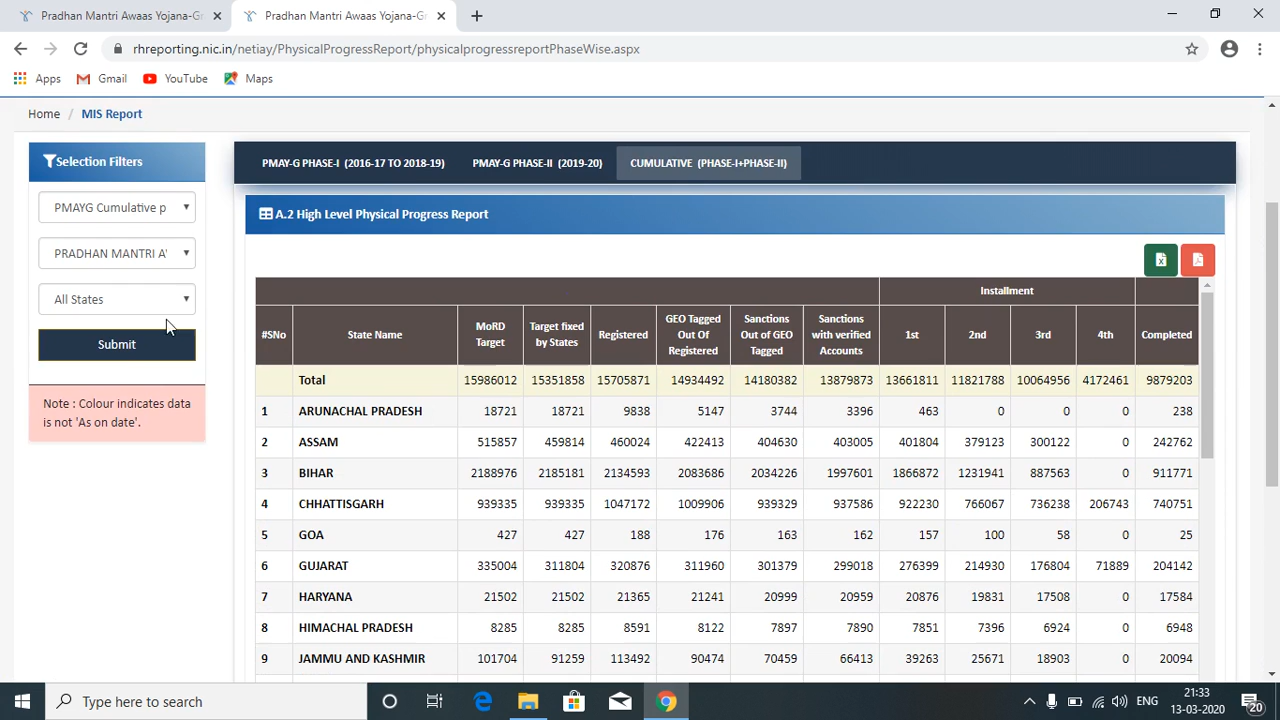 Pradhan Mantri Awaas Yojana-Gr
Pradhan Mantri Awaas Yojana-Gr
rhreporting.nic.in/netiay/PhysicalProgressReport/physicalprogressreportPhaseWise.aspx
Apps Gmail YouTube Maps
Home / MIS Report
Selection Filters
PMAYG Cumulative p
PRADHAN MANTRI A
All States
Submit
Note : Colour indicates data
is not 'As on date'.
PMAY-G PHASE-I (2016-17 TO 2018-19) PMAY-G PHASE-II (2019-20) CUMULATIVE (PHASE-I+PHASE-II)
A.2 High Level Physical Progress Report
Installment
#SNo State Name MoRD Target Target fixed by States Registered GEO Tagged Out Of Registered Sanctions Out of GEO Tagged Sanctions with verified Accounts 1st 2nd 3rd 4th Completed
Total 15986012 15351858 15705871 14934492 14180382 13879873 13661811 11821788 10064956 4172461 9879203
1 ARUNACHAL PRADESH 18721 18721 9838 5147 3744 3396 463 0 0 0 238
2 ASSAM 515857 459814 460024 422413 404630 403005 401804 379123 300122 0 242762
3 BIHAR 2188976 2185181 2134593 2083686 2034226 1997601 1866872 1231941 887563 0 911771
4 CHHATTISGARH 939335 939335 1047172 1009906 939329 937586 922230 766067 736238 206743 740751
5 GOA 427 427 188 176 163 162 157 100 58 0 25
6 GUJARAT 335004 311804 320876 311960 301379 299018 276399 214930 176804 71889 204142
7 HARYANA 21502 21502 21365 21241 20999 20959 20876 19831 17508 0 17584
8 HIMACHAL PRADESH 8285 8285 8591 8122 7897 7890 7851 7396 6924 0 6948
9 JAMMU AND KASHMIR 101704 91259 113492 90474 70459 66413 39263 25671 18903 0 20094
Type here to search
ENG
21:33
13-03-2020
20